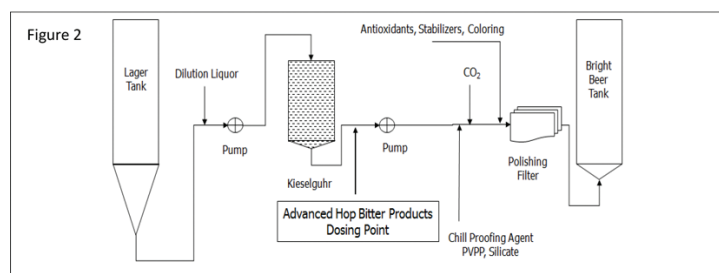 Figure 2
Lager
Tank
Dilution Liquor
Pump
Kieselguhr
Advanced Hop Bitter Products
Dosing Point
Pump
Antioxidants, Stabilizers, Coloring
CO₂
Chill Proofing Agent
PVPP, Silicate
Polishing
Filter
Bright
Beer
Tank